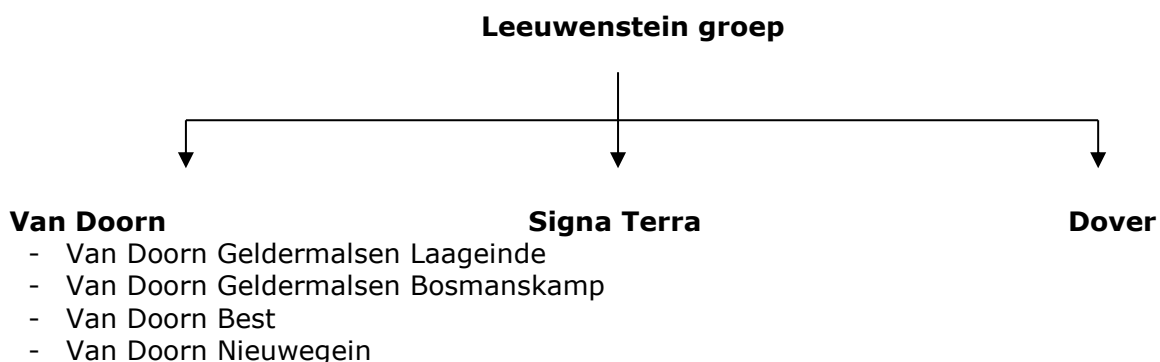 Leeuwenstein groep
Van Doorn Signa Terra Dover
- Van Doorn Geldermalsen Laageinde
- Van Doorn Geldermalsen Bosmanskamp
- Van Doorn Best
- Van Doorn Nieuwegein